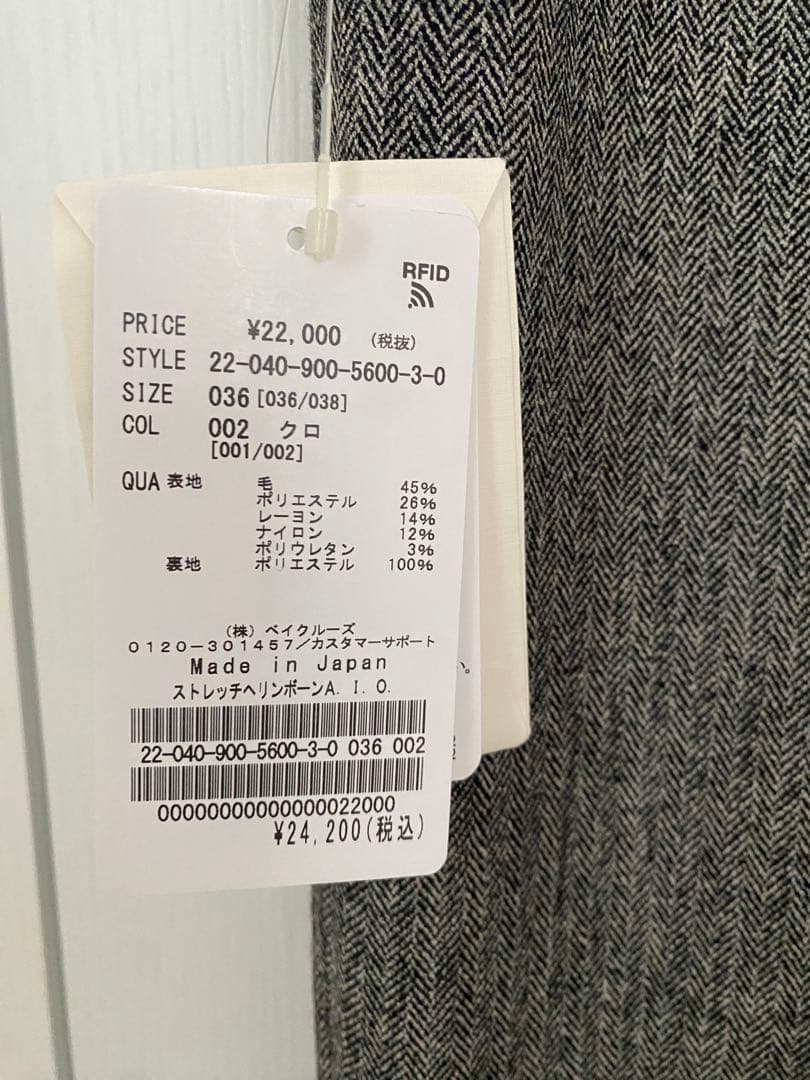 RFID
PRICE ¥22,000 (税抜)
STYLE 22-040-900-5600-3-0
SIZE 036 [036/038]
COL 002 クロ
[001/002]
QUA 表地 毛 45%
ポリエステル 26%
レーヨン 14%
ナイロン 12%
ポリウレタン 3%
裏地 ポリエステル 100%
(株) ベイクルーズ
0120-301457/カスタマーサポート
Made in Japan
ストレッチヘリンボーンA. I. O.
22-040-900-5600-3-0 036 002
00000000000000022000
¥24,200(税込)
い。